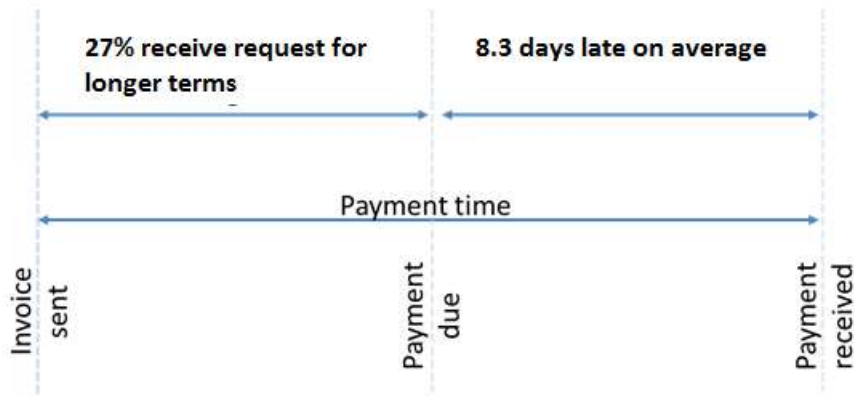 27% receive request for
longer terms
8.3 days late on average
Payment time
Invoice
sent
Payment
due
Payment
received